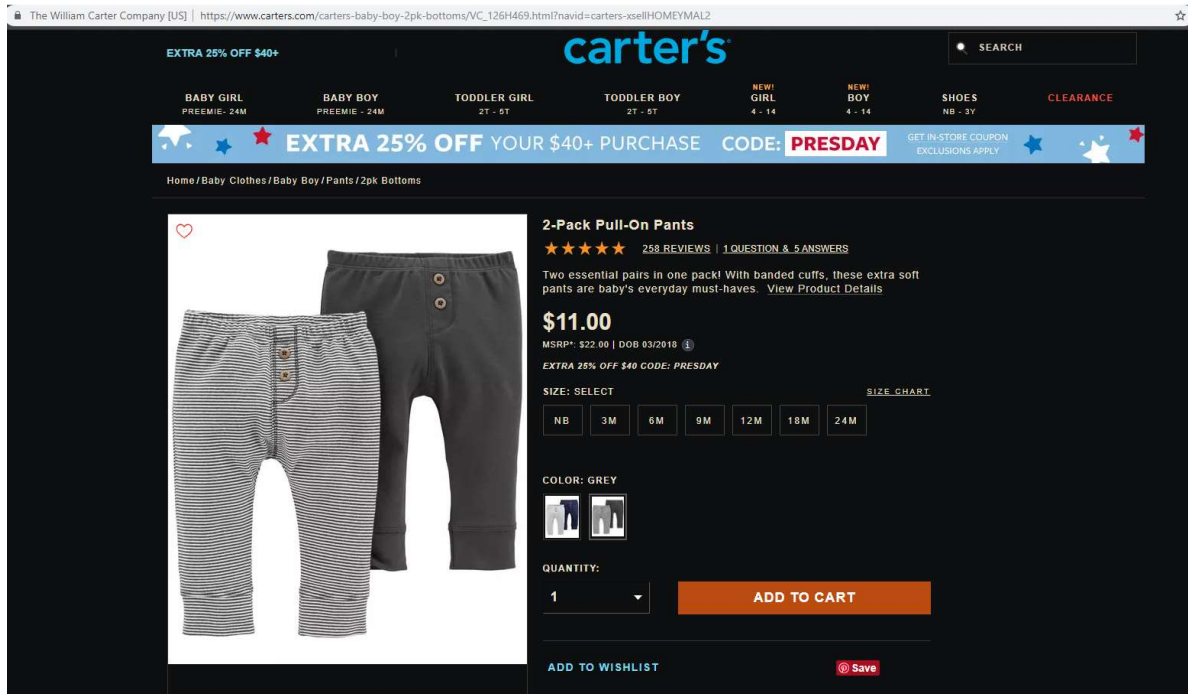 The William Carter Company [US] | https://www.carters.com/carters-baby-boy-2pk-bottoms/VC_126H469.html?navid=carters-xsellHOMEYMAL2
EXTRA 25% OFF $40+
carter's
SEARCH
BABY GIRL
PREEMIE- 24M
BABY BOY
PREEMIE - 24M
TODDLER GIRL
2T - 5T
TODDLER BOY
2T - 5T
NEW!
GIRL
4 - 14
NEW!
BOY
4 - 14
SHOES
NB - 3Y
CLEARANCE
EXTRA 25% OFF YOUR $40+ PURCHASE CODE: PRESDAY
GET IN-STORE COUPON
EXCLUSIONS APPLY
Home / Baby Clothes / Baby Boy / Pants / 2pk Bottoms
2-Pack Pull-On Pants
258 REVIEWS | 1 QUESTION & 5 ANSWERS
Two essential pairs in one pack! With banded cuffs, these extra soft
pants are baby's everyday must-haves. View Product Details
$11.00
MSRP*: $22.00 | DOB 03/2018 i
EXTRA 25% OFF $40 CODE: PRESDAY
SIZE: SELECT
SIZE CHART
NB 3M 6M 9M 12M 18M 24M
COLOR: GREY
QUANTITY:
1
ADD TO CART
ADD TO WISHLIST
Save